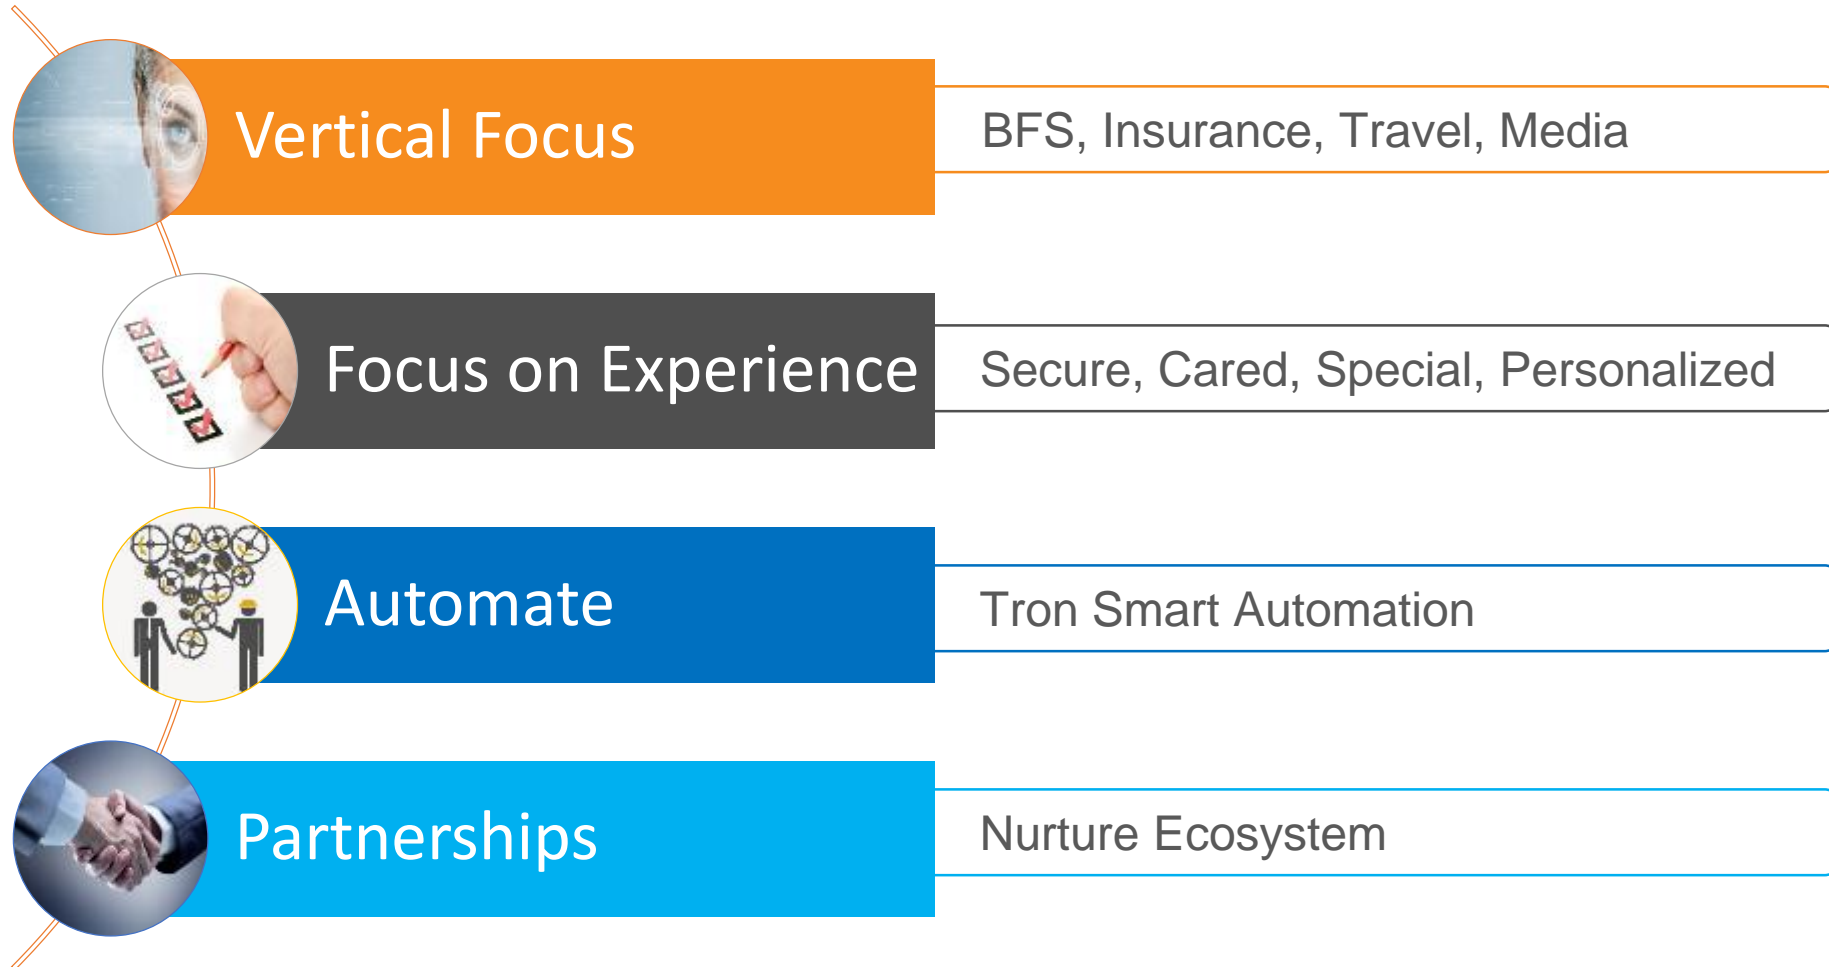 Vertical Focus
BFS, Insurance, Travel, Media
Focus on Experience
Secure, Cared, Special, Personalized
Automate
Tron Smart Automation
Partnerships
Nurture Ecosystem